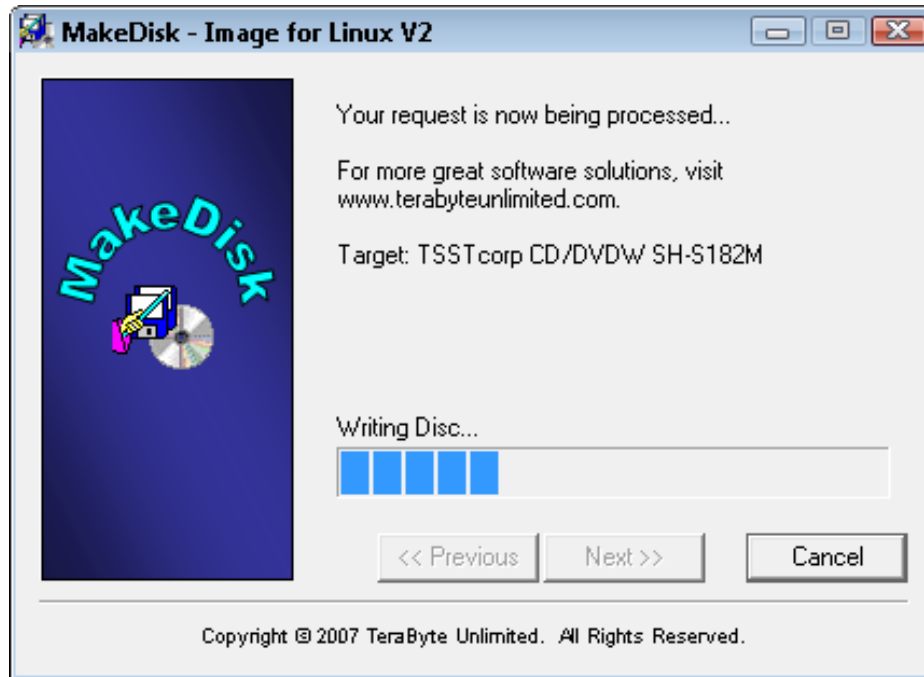 MakeDisk - Image for Linux V2
MakeDisk
Your request is now being processed...
For more great software solutions, visit
www.terabyteunlimited.com.
Target: TSSTcorp CD/DVDW SH-S182M
Writing Disc...
<< Previous
Next >>
Cancel
Copyright © 2007 TeraByte Unlimited. All Rights Reserved.